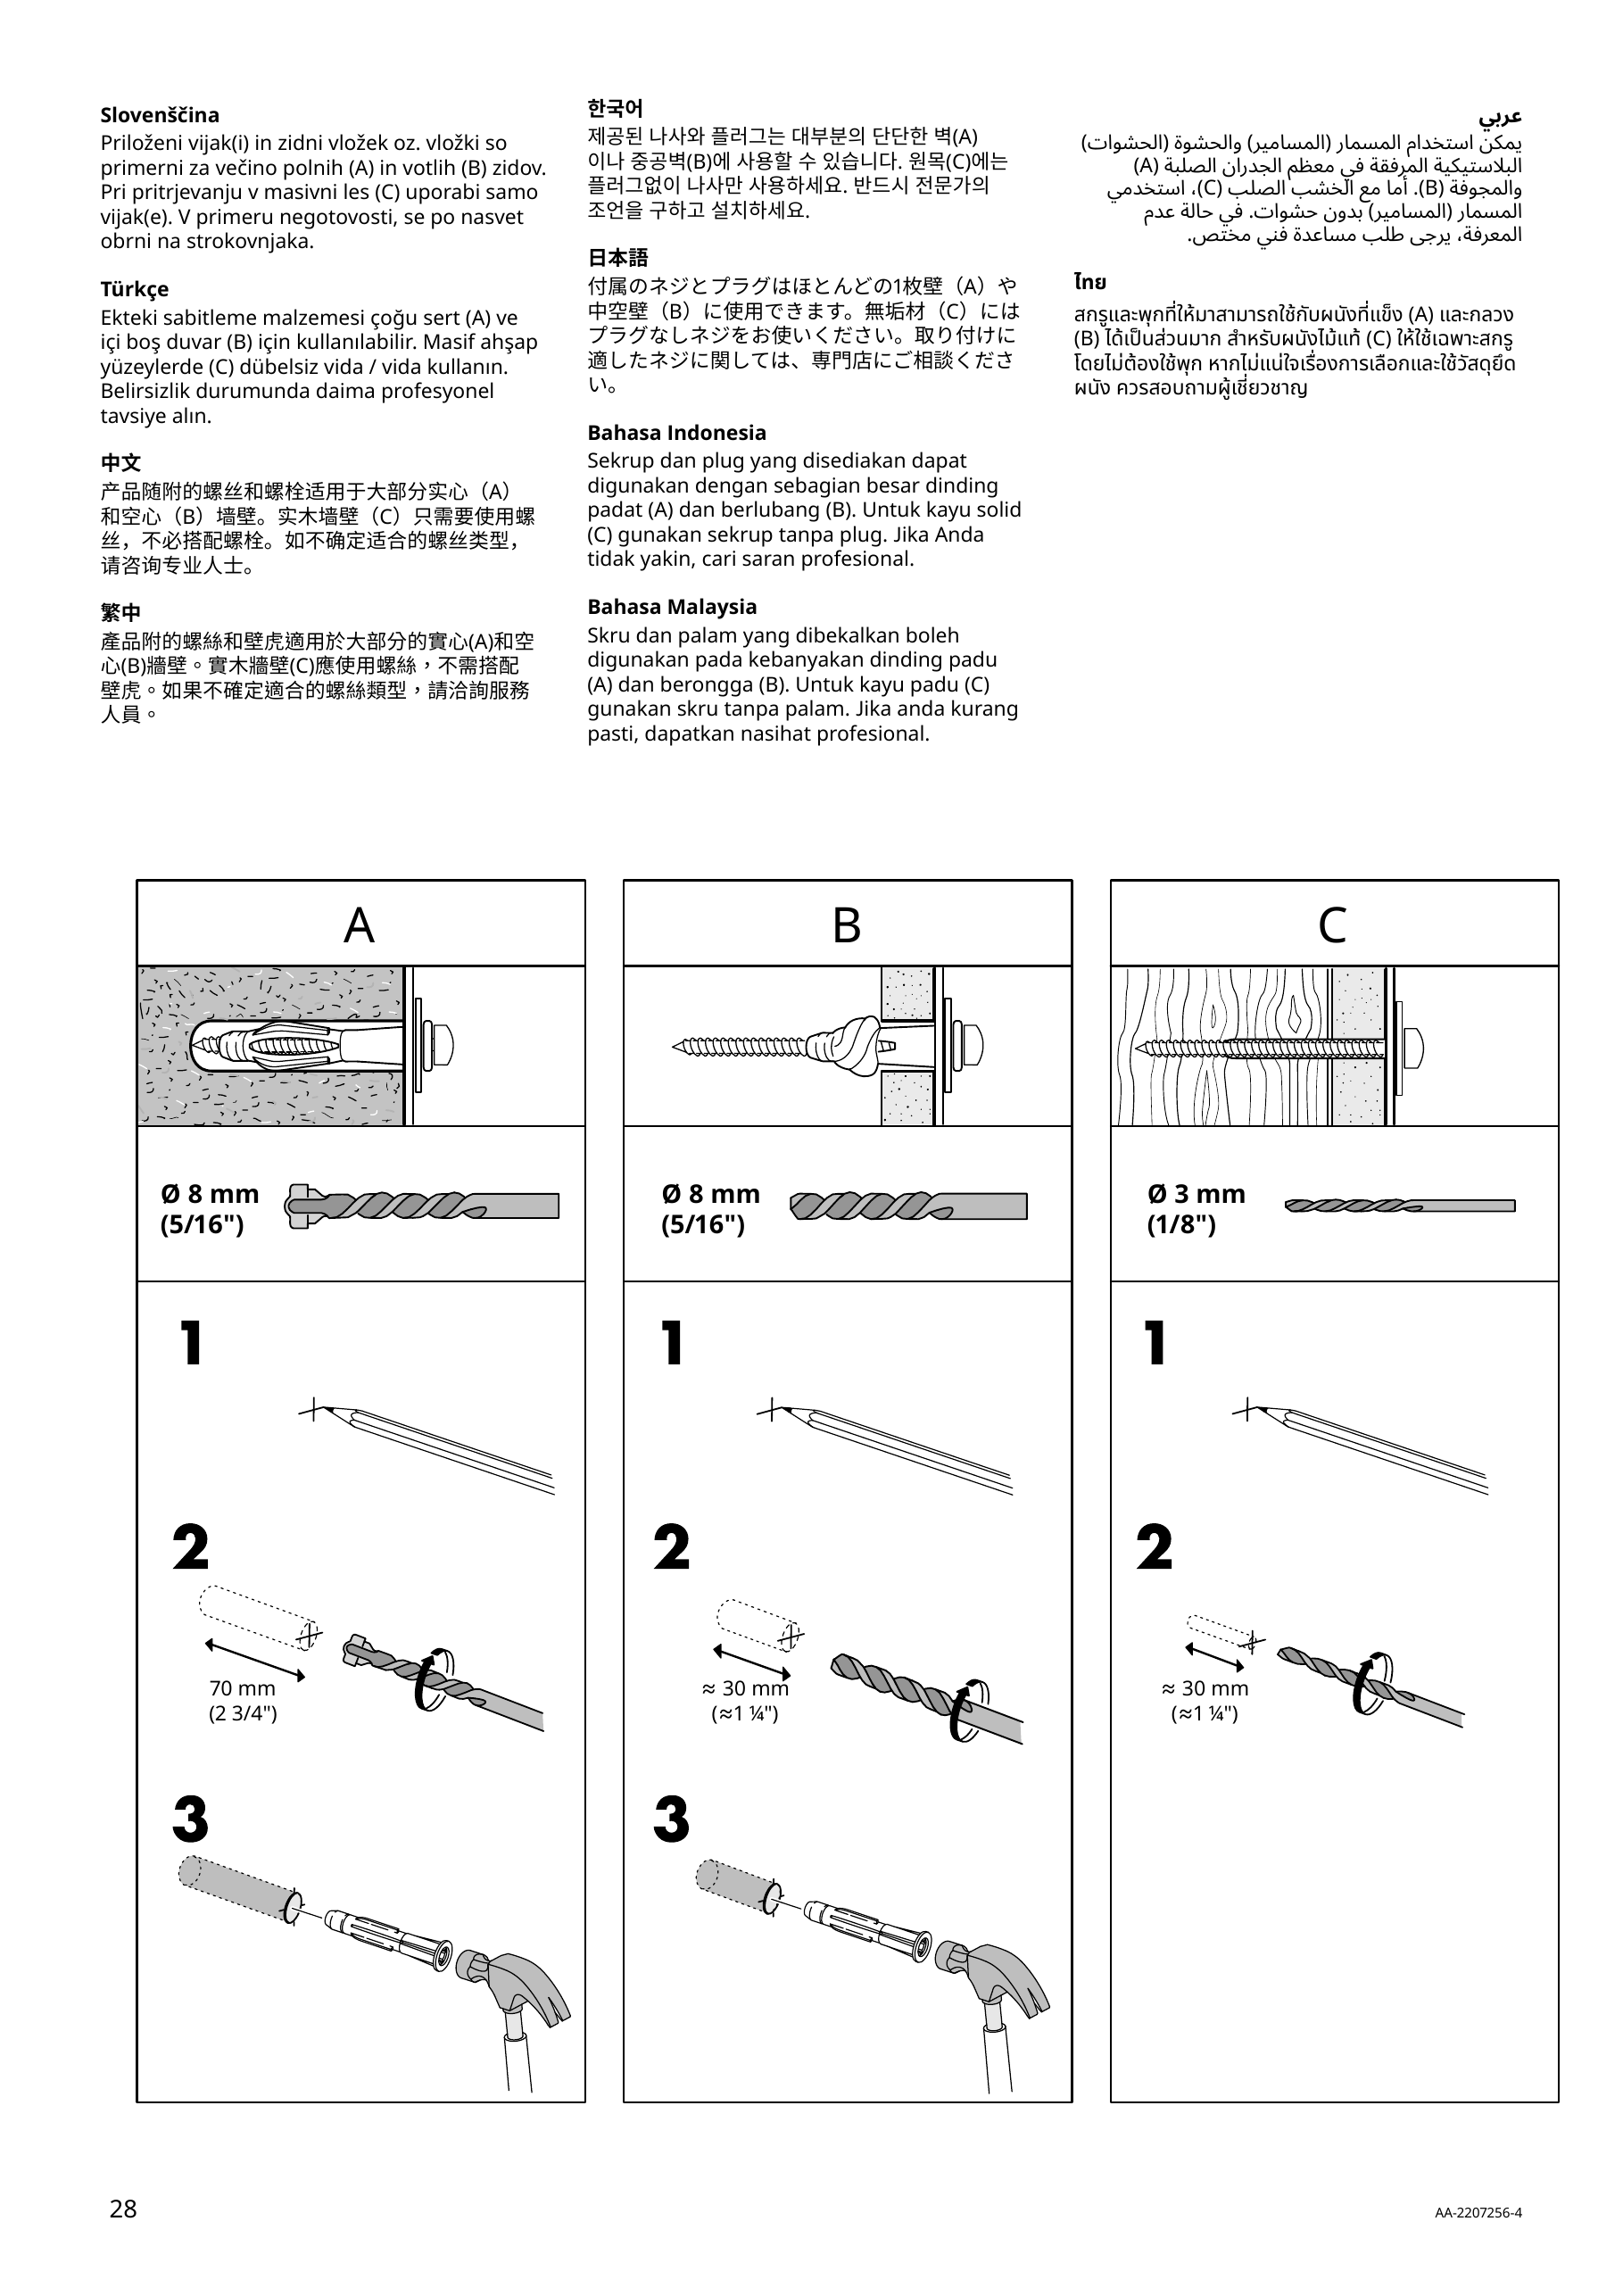 Slovenščina
Priloženi vijak(i) in zidni vložek oz. vložki so
primerni za večino polnih (A) in votlih (B) zidov.
Pri pritrjevanju v masivni les (C) uporabi samo
vijak(e). V primeru negotovosti, se po nasvet
obrni na strokovnjaka.
Türkçe
Ekteki sabitleme malzemesi çoğu sert (A) ve
içi boş duvar (B) için kullanılabilir. Masif ahşap
yüzeylerde (C) dübelsiz vida / vida kullanın.
Belirsizlik durumunda daima profesyonel
tavsiye alın.
中文
产品随附的螺丝和螺栓适用于大部分实心（A）
和空心（B）墙壁。实木墙壁（C）只需要使用螺
丝，不必搭配螺栓。如不确定适合的螺丝类型，
请咨询专业人士。
繁中
產品附的螺絲和壁虎適用於大部分的實心(A)和空
心(B)牆壁。實木牆壁(C)應使用螺絲，不需搭配
壁虎。如果不確定適合的螺絲類型，請洽詢服務
人員。
한국어
제공된 나사와 플러그는 대부분의 단단한 벽(A)
이나 중공벽(B)에 사용할 수 있습니다. 원목(C)에는
플러그없이 나사만 사용하세요. 반드시 전문가의
조언을 구하고 설치하세요.
日本語
付属のネジとプラグはほとんどの1枚壁（A）や
中空壁（B）に使用できます。無垢材（C）には
プラグなしネジをお使いください。取り付けに
適したネジに関しては、専門店にご相談くださ
い。
Bahasa Indonesia
Sekrup dan plug yang disediakan dapat
digunakan dengan sebagian besar dinding
padat (A) dan berlubang (B). Untuk kayu solid
(C) gunakan sekrup tanpa plug. Jika Anda
tidak yakin, cari saran profesional.
Bahasa Malaysia
Skru dan palam yang dibekalkan boleh
digunakan pada kebanyakan dinding padu
(A) dan berongga (B). Untuk kayu padu (C)
gunakan skru tanpa palam. Jika anda kurang
pasti, dapatkan nasihat profesional.
عربي
يمكن استخدام المسمار (المسامير) والحشوة (الحشوات)
البلاستيكية المرفقة في معظم الجدران الصلبة (A)
والمجوفة (B). أما مع الخشب الصلب (C)، استخدمي
المسمار (المسامير) بدون حشوات. في حالة عدم
المعرفة، يرجى طلب مساعدة فني مختص.
ไทย
สกรูและพุกที่ให้มาสามารถใช้กับผนังที่แข็ง (A) และกลวง
(B) ได้เป็นส่วนมาก สำหรับผนังไม้แท้ (C) ให้ใช้เฉพาะสกรู
โดยไม่ต้องใช้พุก หากไม่แน่ใจเรื่องการเลือกและใช้วัสดุยึด
ผนัง ควรสอบถามผู้เชี่ยวชาญ
A
Ø 8 mm
(5/16")
1
2
70 mm
(2 3/4")
3
B
Ø 8 mm
(5/16")
1
2
≈ 30 mm
(≈1 ¼")
3
C
Ø 3 mm
(1/8")
1
2
≈ 30 mm
(≈1 ¼")
28
AA-2207256-4